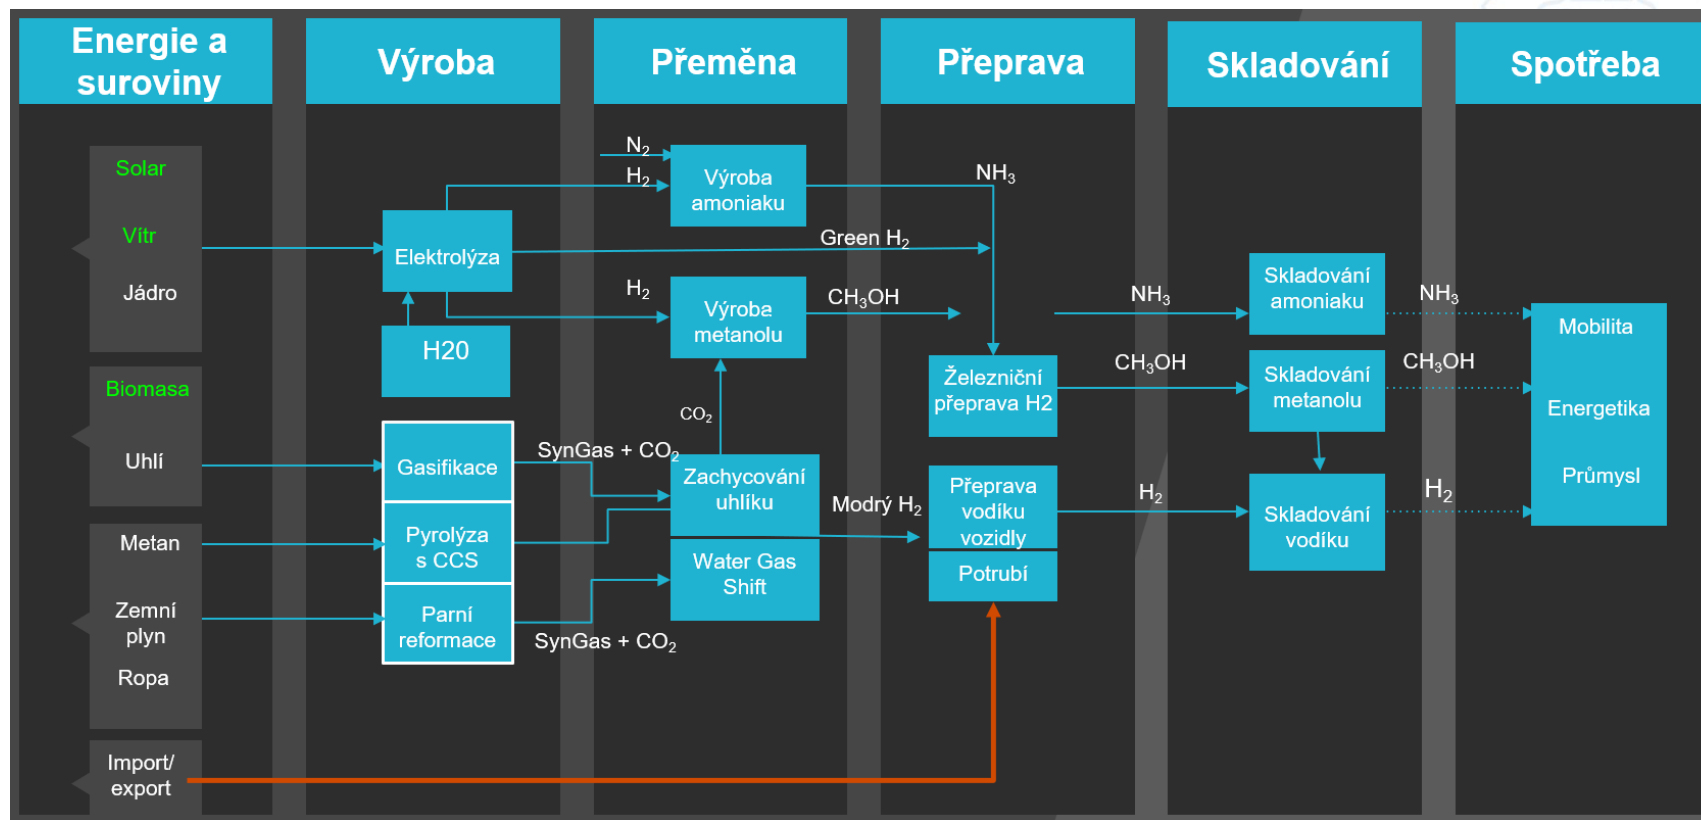 Energie a
suroviny
Výroba
Přeměna
Přeprava
Skladování
Spotřeba
Solar
Vítr
Jádro
Biomasa
Uhlí
Metan
Zemní
plyn
Ropa
Import/
export
Elektrolýza
H20
Gasifikace
Pyrolýza
s CCS
Parní
reformace
N₂
H₂
H₂
SynGas + CO₂
SynGas + CO₂
Výroba
amoniaku
Výroba
metanolu
CO₂
Zachycování
uhlíku
Water Gas
Shift
NH₃
Green H₂
CH₃OH
Modrý H₂
Železniční
přeprava H2
Přeprava
vodíku
vozidly
Potrubí
NH₃
CH₃OH
H₂
Skladování
amoniaku
Skladování
metanolu
Skladování
vodíku
NH₃
CH₃OH
H₂
Mobilita
Energetika
Průmysl